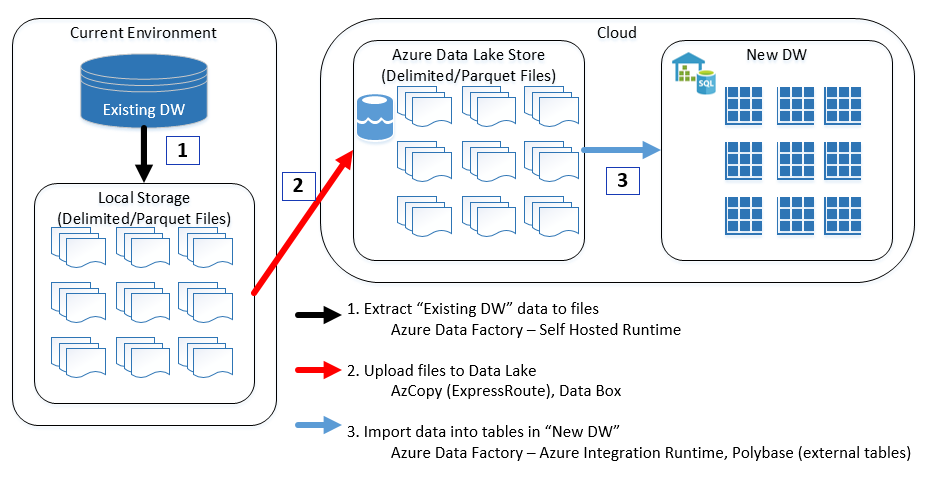 Current Environment
Existing DW
1
Local Storage
(Delimited/Parquet Files)
2
Cloud
Azure Data Lake Store
(Delimited/Parquet Files)
3
New DW
SQL
1. Extract “Existing DW” data to files
Azure Data Factory – Self Hosted Runtime
2. Upload files to Data Lake
AzCopy (ExpressRoute), Data Box
3. Import data into tables in “New DW”
Azure Data Factory – Azure Integration Runtime, Polybase (external tables)